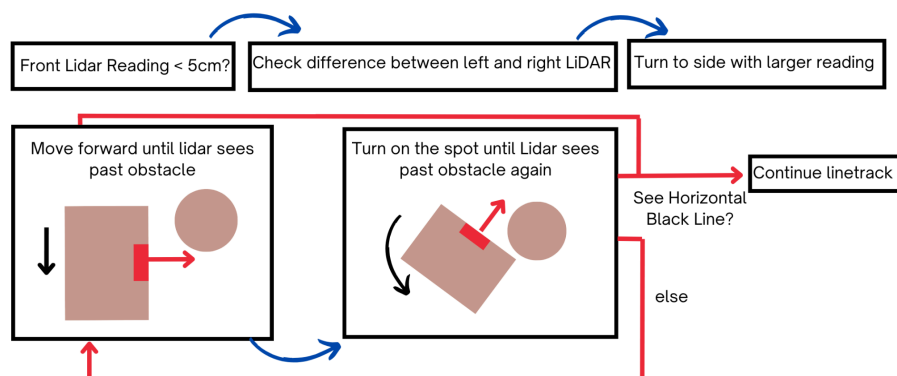 Front Lidar Reading < 5cm?
Check difference between left and right LiDAR
Turn to side with larger reading
Move forward until lidar sees
past obstacle
Turn on the spot until Lidar sees
past obstacle again
Continue linetrack
See Horizontal
Black Line?
else